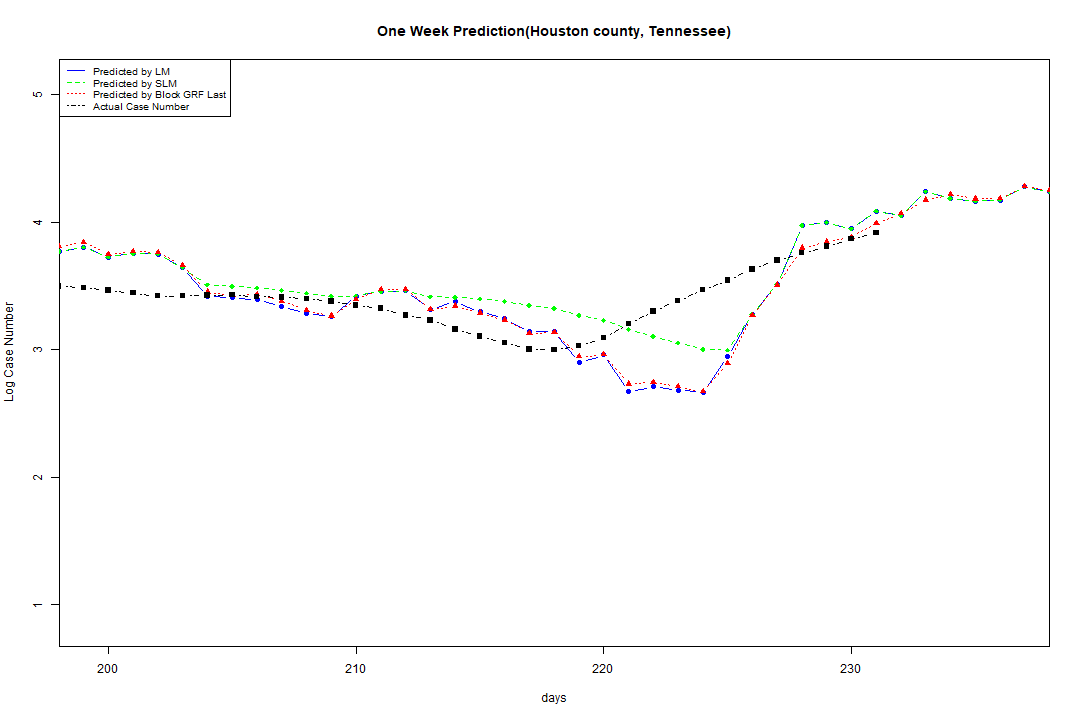 One Week Prediction(Houston county, Tennessee)
Predicted by LM
Predicted by SLM
Predicted by Block GRF Last
Actual Case Number
5
4
3
2
1
Log Case Number
200 210 220 230
days